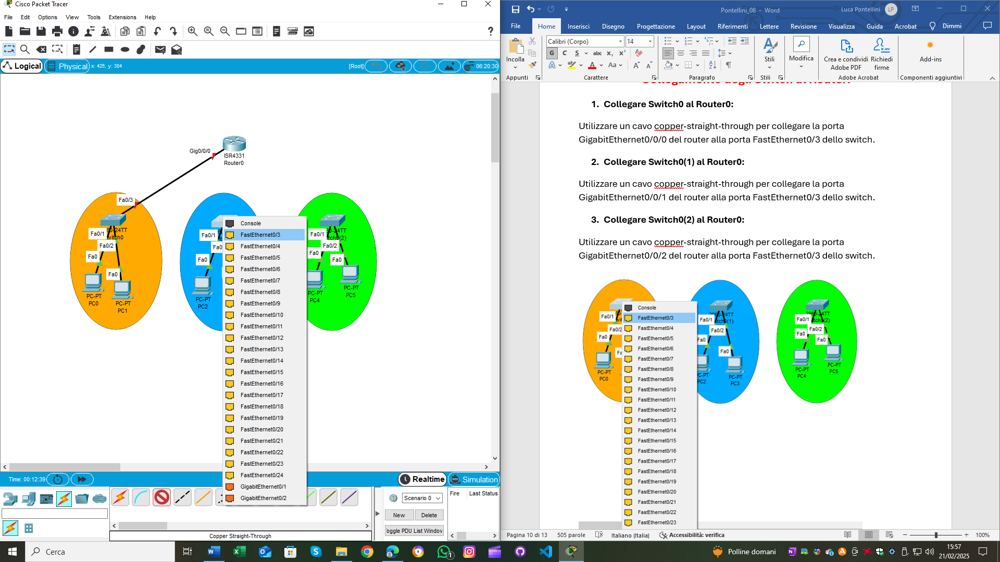 Cisco Packet Tracer
File Edit Options View Tools Extensions Help
Logical
Physical
x: 426, y: 384
[Root]
06:20:30
Gig0/0/0
ISR4331
Router0
Fa0/3
60-24TT
witch0
Fa0/1
Fa0/2
Fa0
Fa0
PC-PT
PC0
PC-PT
PC1
Fa0/1
Fa0
PC-PT
PC2
60-24TT
itch0(2)
Fa0/1
Fa0/2
Fa0
Fa0
PC-PT
PC4
PC-PT
PC5
Console
FastEthernet0/3
FastEthernet0/4
FastEthernet0/5
FastEthernet0/6
FastEthernet0/7
FastEthernet0/8
FastEthernet0/9
FastEthernet0/10
FastEthernet0/11
FastEthernet0/12
FastEthernet0/13
FastEthernet0/14
FastEthernet0/15
FastEthernet0/16
FastEthernet0/17
FastEthernet0/18
FastEthernet0/19
FastEthernet0/20
FastEthernet0/21
FastEthernet0/22
FastEthernet0/23
FastEthernet0/24
GigabitEthernet0/1
GigabitEthernet0/2
Time: 00:12:39
Realtime
Simulation
Scenario 0
New
Delete
oggle PDU List Window
Fire
Last Status
Copper Straight-Through
Pontellini_08 - Word
Luca Pontellini
LP
File Home Inserisci Disegno Progettazione Layout Riferimenti Lettere Revisione Visualizza Guida Acrobat Dimmi
Incolla
Appunti
Calibri (Corpo)
14
G C S abc x₂ x²
A A Aa A A
Carattere
Paragrafo
Stili
Stili
Modifica
Crea e condividi
Adobe PDF
Richiedi
firme
Adobe Acrobat
Add-ins
Componenti aggiuntivi
Collegamento degli Switch al Router:
1. Collegare Switch0 al Router0:
Utilizzare un cavo copper-straight-through per collegare la porta
GigabitEthernet0/0/0 del router alla porta FastEthernet0/3 dello switch.
2. Collegare Switch0(1) al Router0:
Utilizzare un cavo copper-straight-through per collegare la porta
GigabitEthernet0/0/1 del router alla porta FastEthernet0/3 dello switch.
3. Collegare Switch0(2) al Router0:
Utilizzare un cavo copper-straight-through per collegare la porta
GigabitEthernet0/0/2 del router alla porta FastEthernet0/3 dello switch.
Fa0/1
Fa0/2
Fa0
PC-PT
PC0
Console
FastEthernet0/3
FastEthernet0/4
FastEthernet0/5
FastEthernet0/6
FastEthernet0/7
FastEthernet0/8
FastEthernet0/9
FastEthernet0/10
FastEthernet0/11
FastEthernet0/12
FastEthernet0/13
FastEthernet0/14
FastEthernet0/15
FastEthernet0/16
FastEthernet0/17
FastEthernet0/18
FastEthernet0/19
FastEthernet0/20
FastEthernet0/21
FastEthernet0/22
FastEthernet0/23
2960-24TT
itch0(1)
Fa0/1
Fa0/2
Fa0
Fa0
PC-PT
PC2
PC-PT
PC3
2960-24TT
itch0(2)
Fa0/1
Fa0/2
Fa0
Fa0
PC-PT
PC4
PC-PT
PC5
Pagina 10 di 13
505 parole
Italiano (Italia)
Accessibilità: verifica
100%
Cerca
Polline domani
15:57
21/02/2025